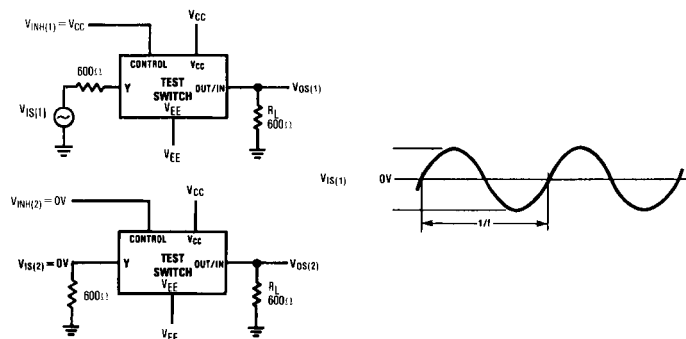 VINH(1) = VCC
VCC
600Ω
CONTROL
VCC
Y
TEST
SWITCH
OUT/IN
VOS(1)
VIS(1)
VEE
RL
600Ω
VEE
VIS(1)
0V
1/f
VINH(2) = 0V
VCC
CONTROL
VCC
VIS(2) = 0V
Y
TEST
SWITCH
OUT/IN
VOS(2)
600Ω
VEE
RL
600Ω
VEE